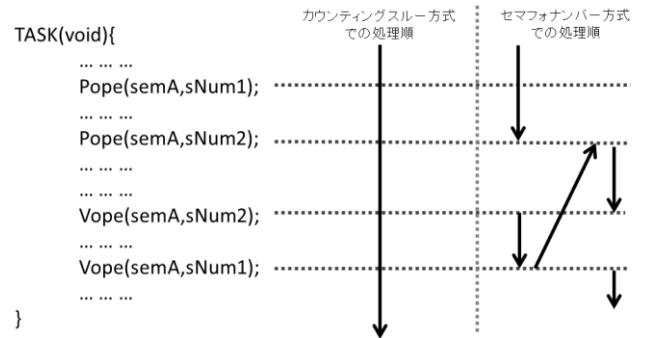 カウンティングスルー方式
での処理順
セマフォナンバー方式
での処理順
TASK(void){
... ... ...
Pope(semA,sNum1);
... ... ...
Pope(semA,sNum2);
... ... ...
... ... ...
Vope(semA,sNum2);
... ... ...
Vope(semA,sNum1);
... ... ...
}